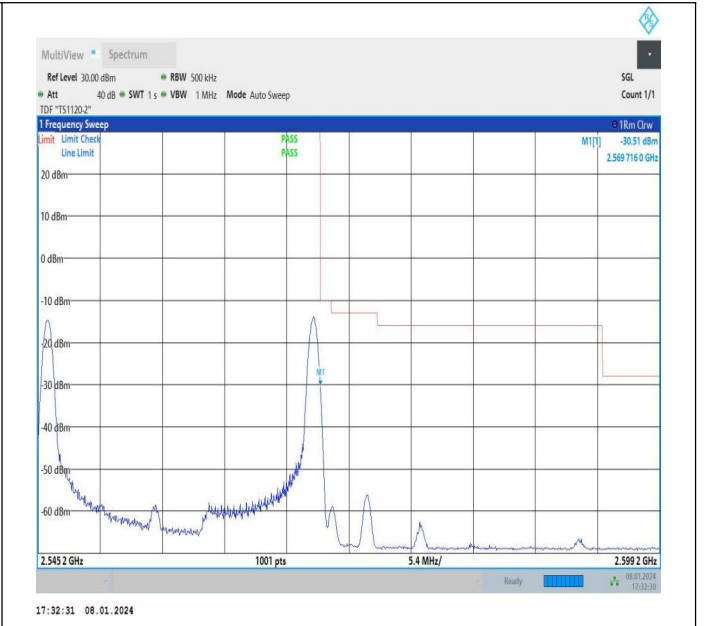 R S
MultiView Spectrum
Ref Level 30.00 dBm RBW 500 kHz SGL
Att 40 dB SWT 1 s VBW 1 MHz Mode Auto Sweep Count 1/1
TDF "TS1120-2"
1 Frequency Sweep 1Rm Clrw
Limit Limit Check PASS M1[1] -30.51 dBm
Line Limit PASS 2.569 716 0 GHz
20 dBm
10 dBm
0 dBm
-10 dBm
-20 dBm
M1
-30 dBm
-40 dBm
-50 dBm
-60 dBm
2.545 2 GHz 1001 pts 5.4 MHz/ 2.599 2 GHz
Ready 08.01.2024
17:32:30
17:32:31 08.01.2024